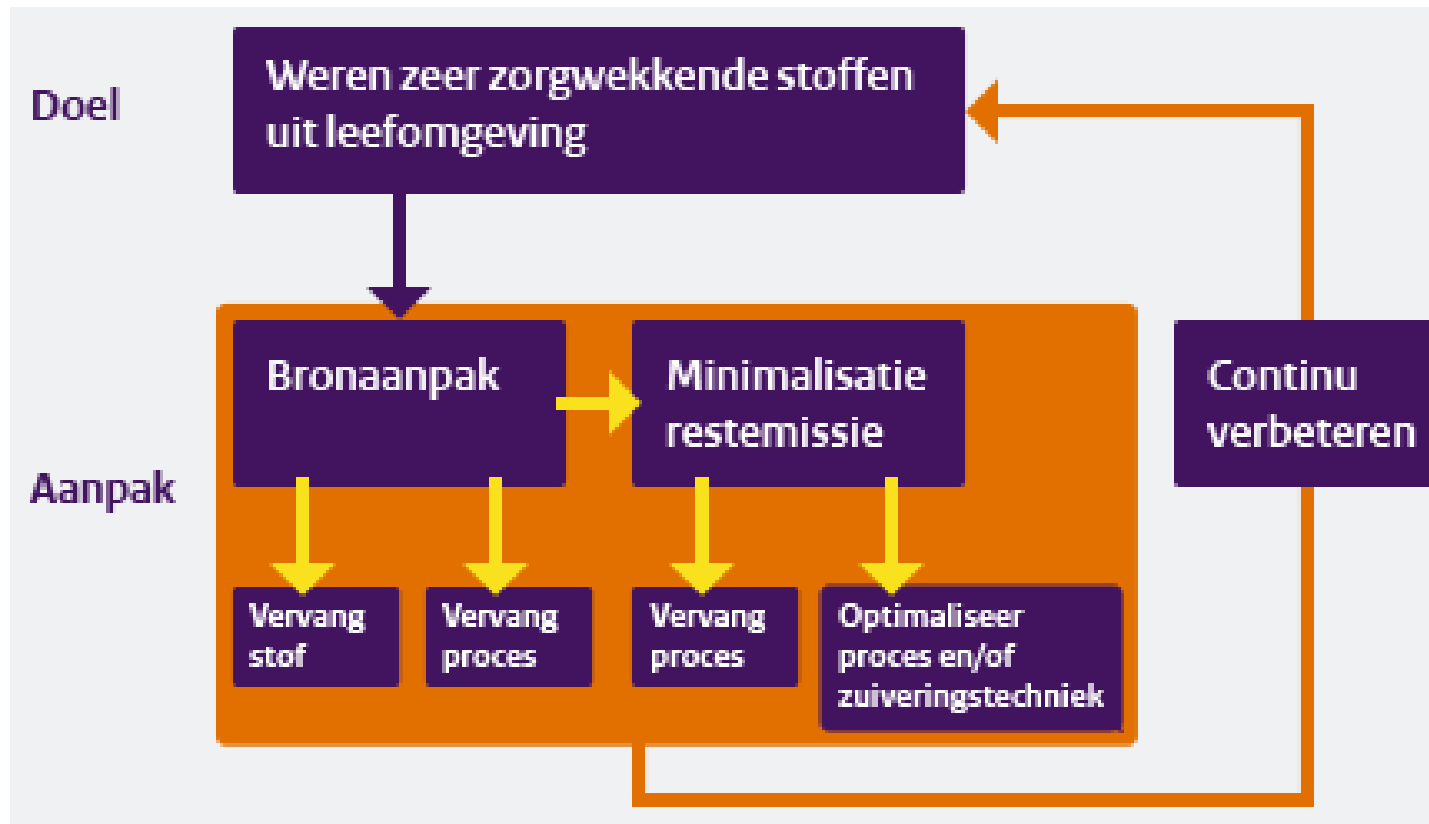 Doel
Weren zeer zorgwekkende stoffen
uit leefomgeving
Aanpak
Bronaanpak
Minimalisatie
restemissie
Continu
verbeteren
Vervang
stof
Vervang
proces
Vervang
proces
Optimaliseer
proces en/of
zuiveringstechniek